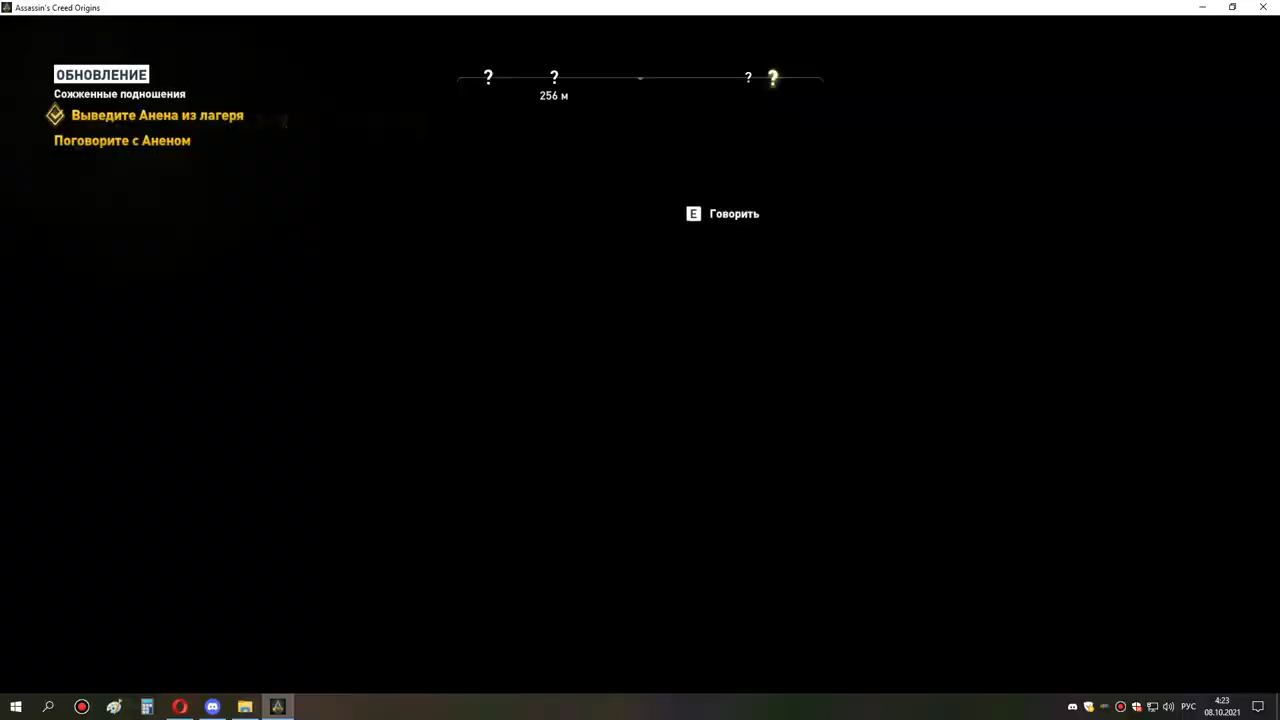 Assassin's Creed Origins
ОБНОВЛЕНИЕ
Сожженные подношения
Выведите Анена из лагеря
Поговорите с Аненом
? ? ? ?
256 м
E Говорить
РУС
4:23
08.10.2021